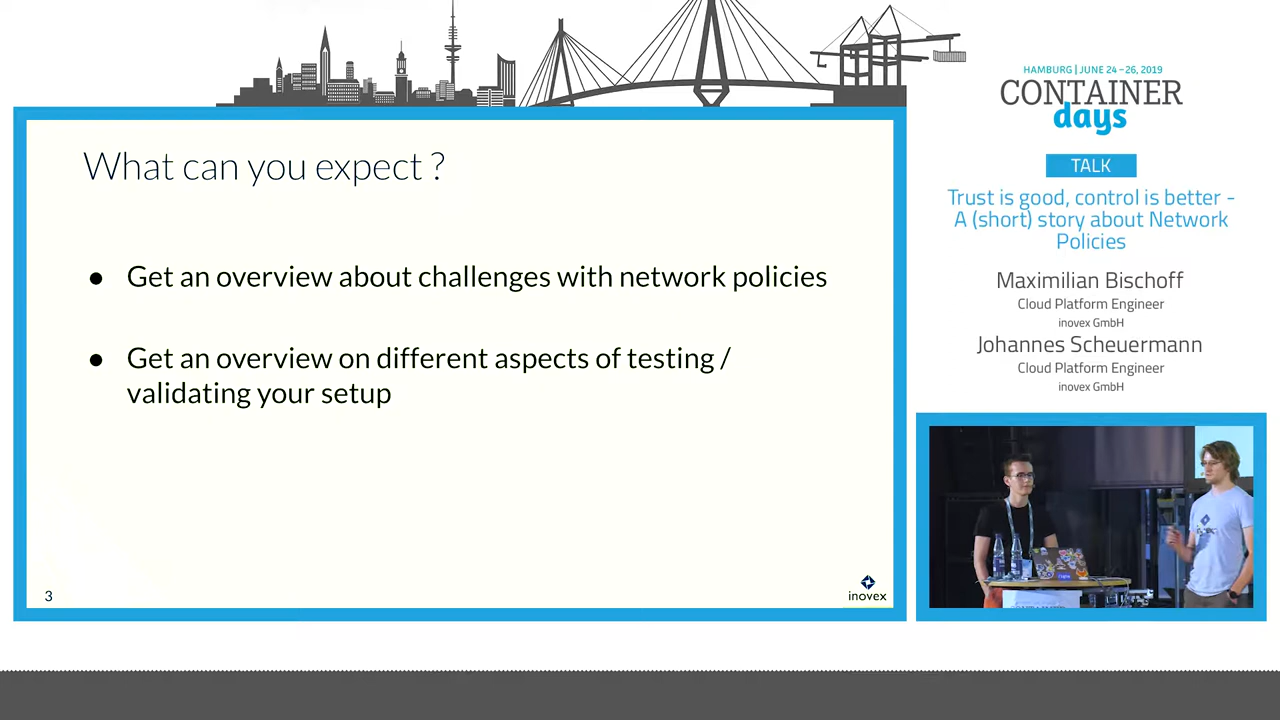 HAMBURG | JUNE 24 – 26, 2019
CONTAINER
days
TALK
Trust is good, control is better -
A (short) story about Network
Policies
Maximilian Bischoff
Cloud Platform Engineer
inovex GmbH
Johannes Scheuermann
Cloud Platform Engineer
inovex GmbH
What can you expect ?
● Get an overview about challenges with network policies
● Get an overview on different aspects of testing /
validating your setup
3
inovex